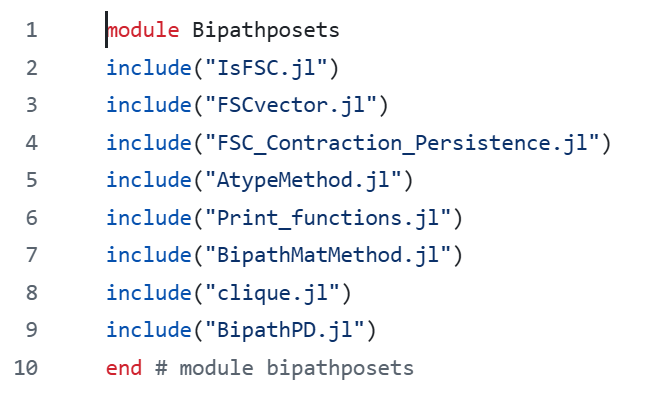 1 module Bipathposets
2 include("IsFSC.jl")
3 include("FSCvector.jl")
4 include("FSC_Contraction_Persistence.jl")
5 include("AtypeMethod.jl")
6 include("Print_functions.jl")
7 include("BipathMatMethod.jl")
8 include("clique.jl")
9 include("BipathPD.jl")
10 end # module bipathposets